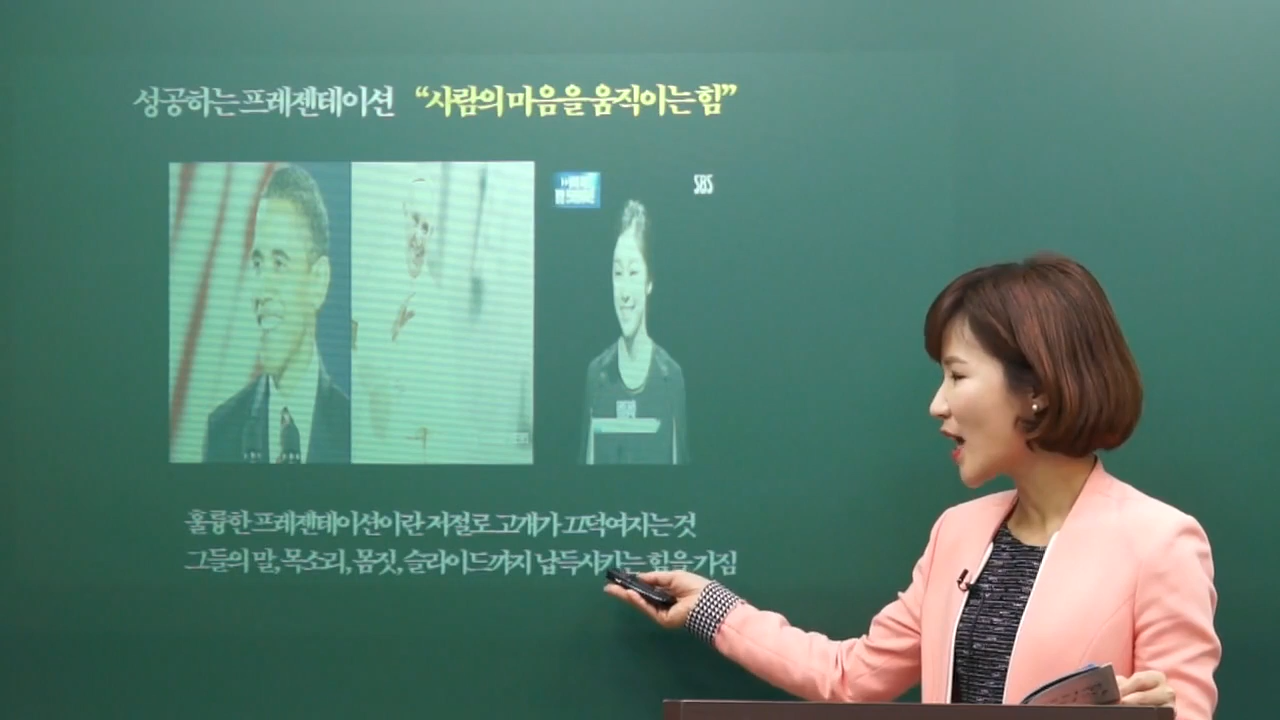 성공하는 프레젠테이션 “사람의 마음을 움직이는 힘”
SBS
훌륭한 프레젠테이션이란 저절로 고개가 끄덕여지는 것
그들의 말, 목소리, 몸짓, 슬라이드까지 납득시키는 힘을 가짐